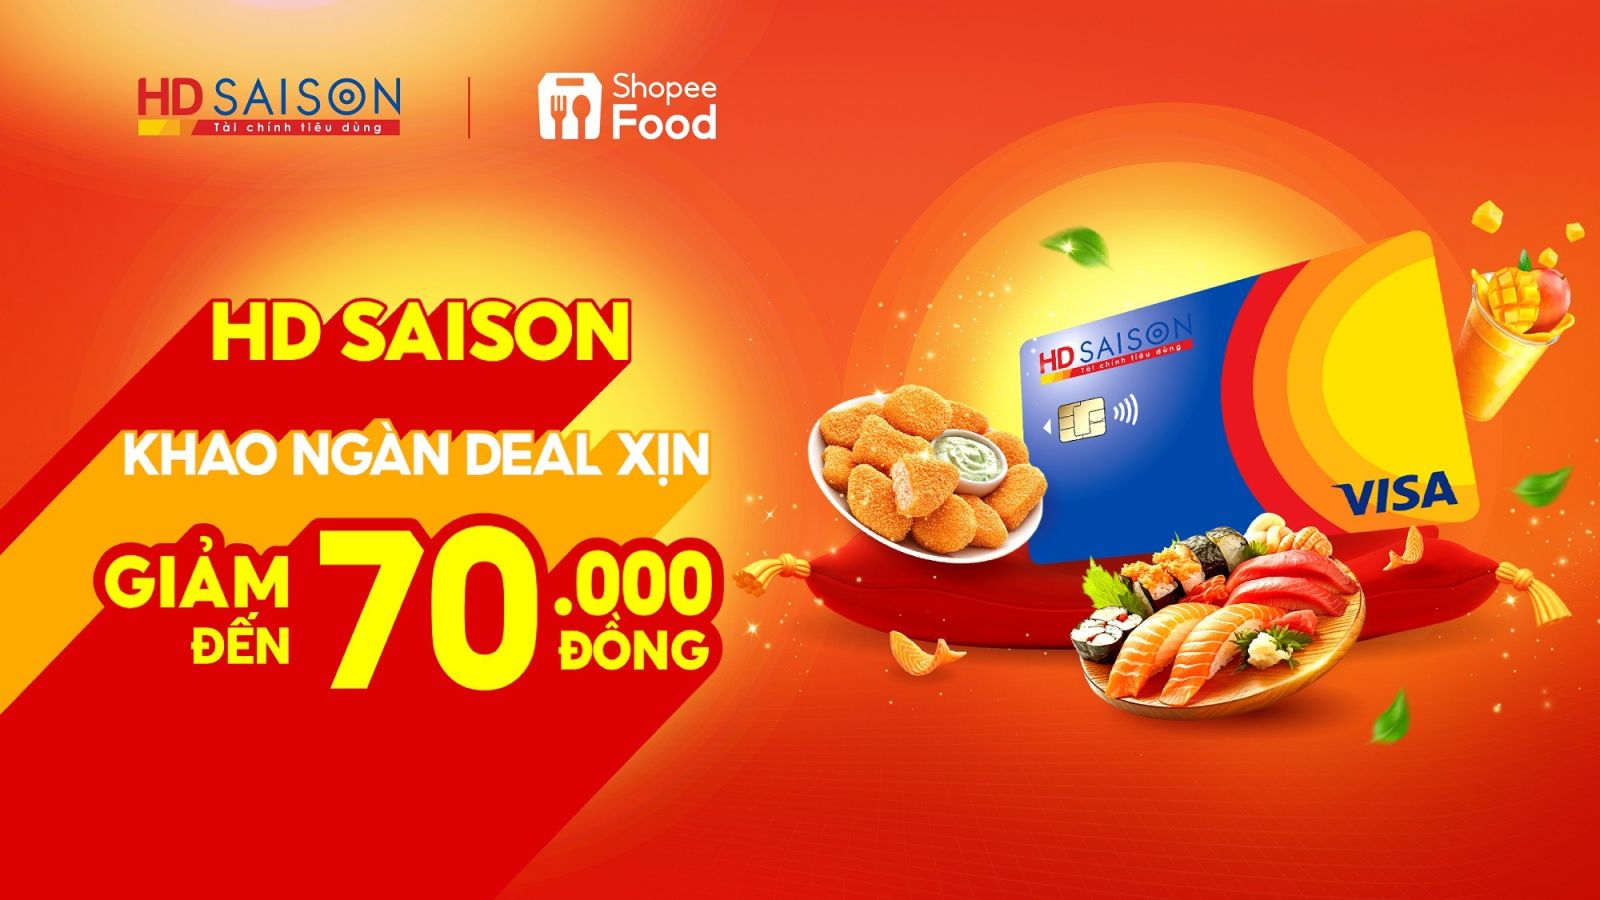 HD SAISON
Tài chính tiêu dùng
Shopee
Food
HD SAISON
KHAO NGÀN DEAL XỊN
GIẢM ĐẾN 70.000 ĐỒNG
HD SAISON
Tài chính tiêu dùng
VISA